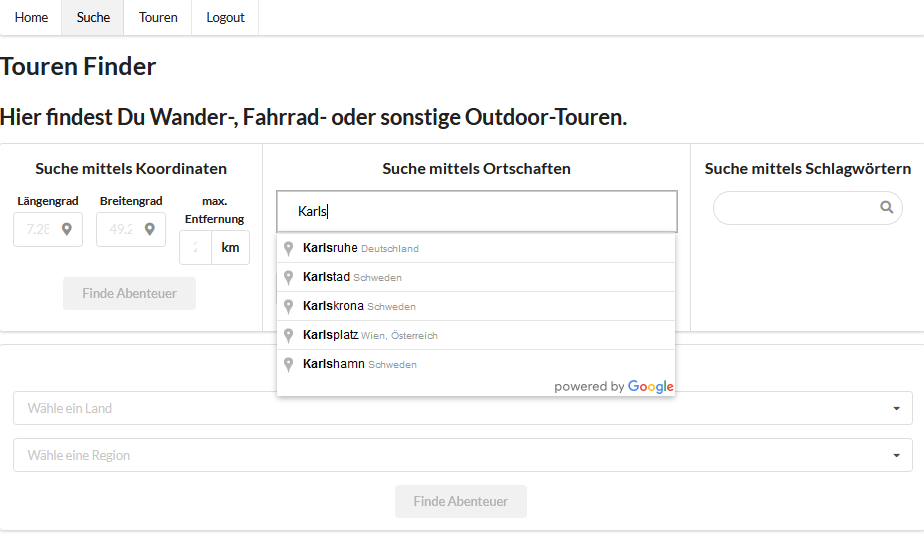 Home Suche Touren Logout
Touren Finder
Hier findest Du Wander-, Fahrrad- oder sonstige Outdoor-Touren.
Suche mittels Koordinaten
Längengrad Breitengrad max. Entfernung
7.28 49.2 km
Finde Abenteuer
Suche mittels Ortschaften
Karls
Karlsruhe Deutschland
Karlstad Schweden
Karlskrona Schweden
Karlsplatz Wien, Österreich
Karlshamn Schweden
powered by Google
Suche mittels Schlagwörtern
Wähle ein Land
Wähle eine Region
Finde Abenteuer